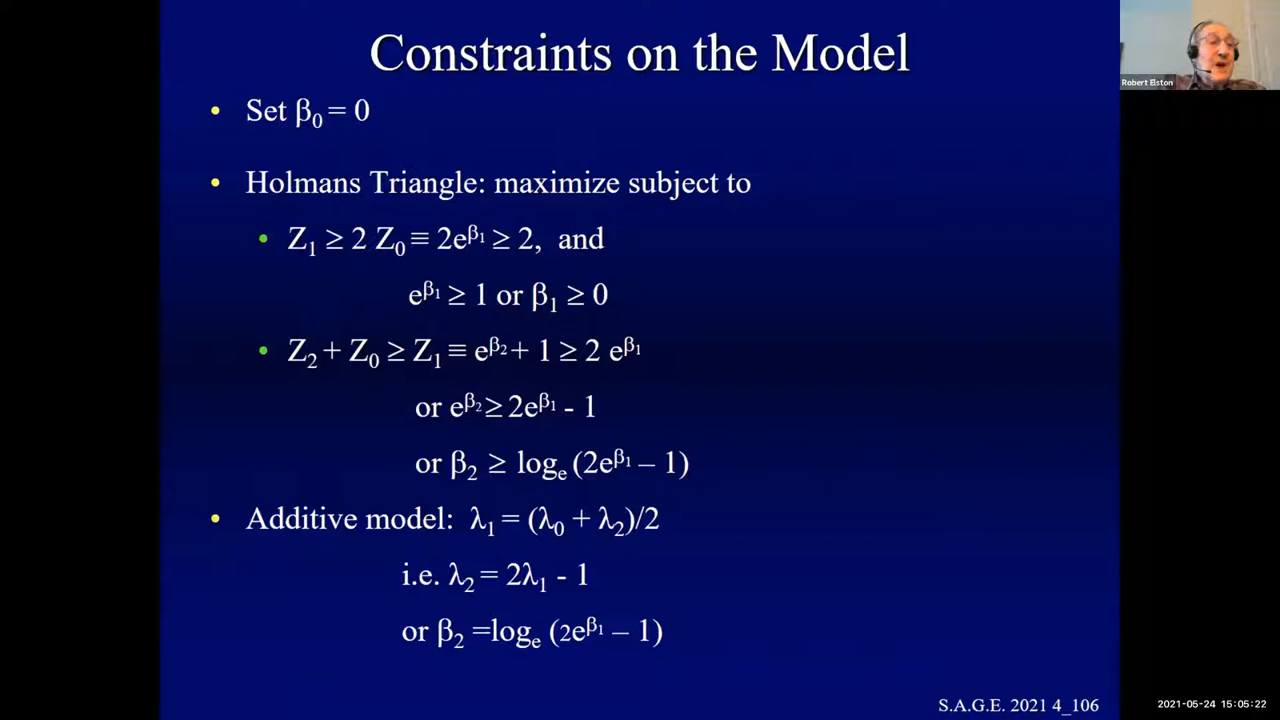 Constraints on the Model
• Set β₀ = 0
• Holmans Triangle: maximize subject to
• Z₁ ≥ 2 Z₀ ≡ 2e^β₁ ≥ 2, and
e^β₁ ≥ 1 or β₁ ≥ 0
• Z₂ + Z₀ ≥ Z₁ ≡ e^β₂ + 1 ≥ 2 e^β₁
or e^β₂ ≥ 2e^β₁ - 1
or β₂ ≥ logₑ (2e^β₁ – 1)
• Additive model: λ₁ = (λ₀ + λ₂)/2
i.e. λ₂ = 2λ₁ - 1
or β₂ =logₑ (2e^β₁ – 1)
S.A.G.E. 2021 4_106
Robert Elston
2021-05-24 15:05:22